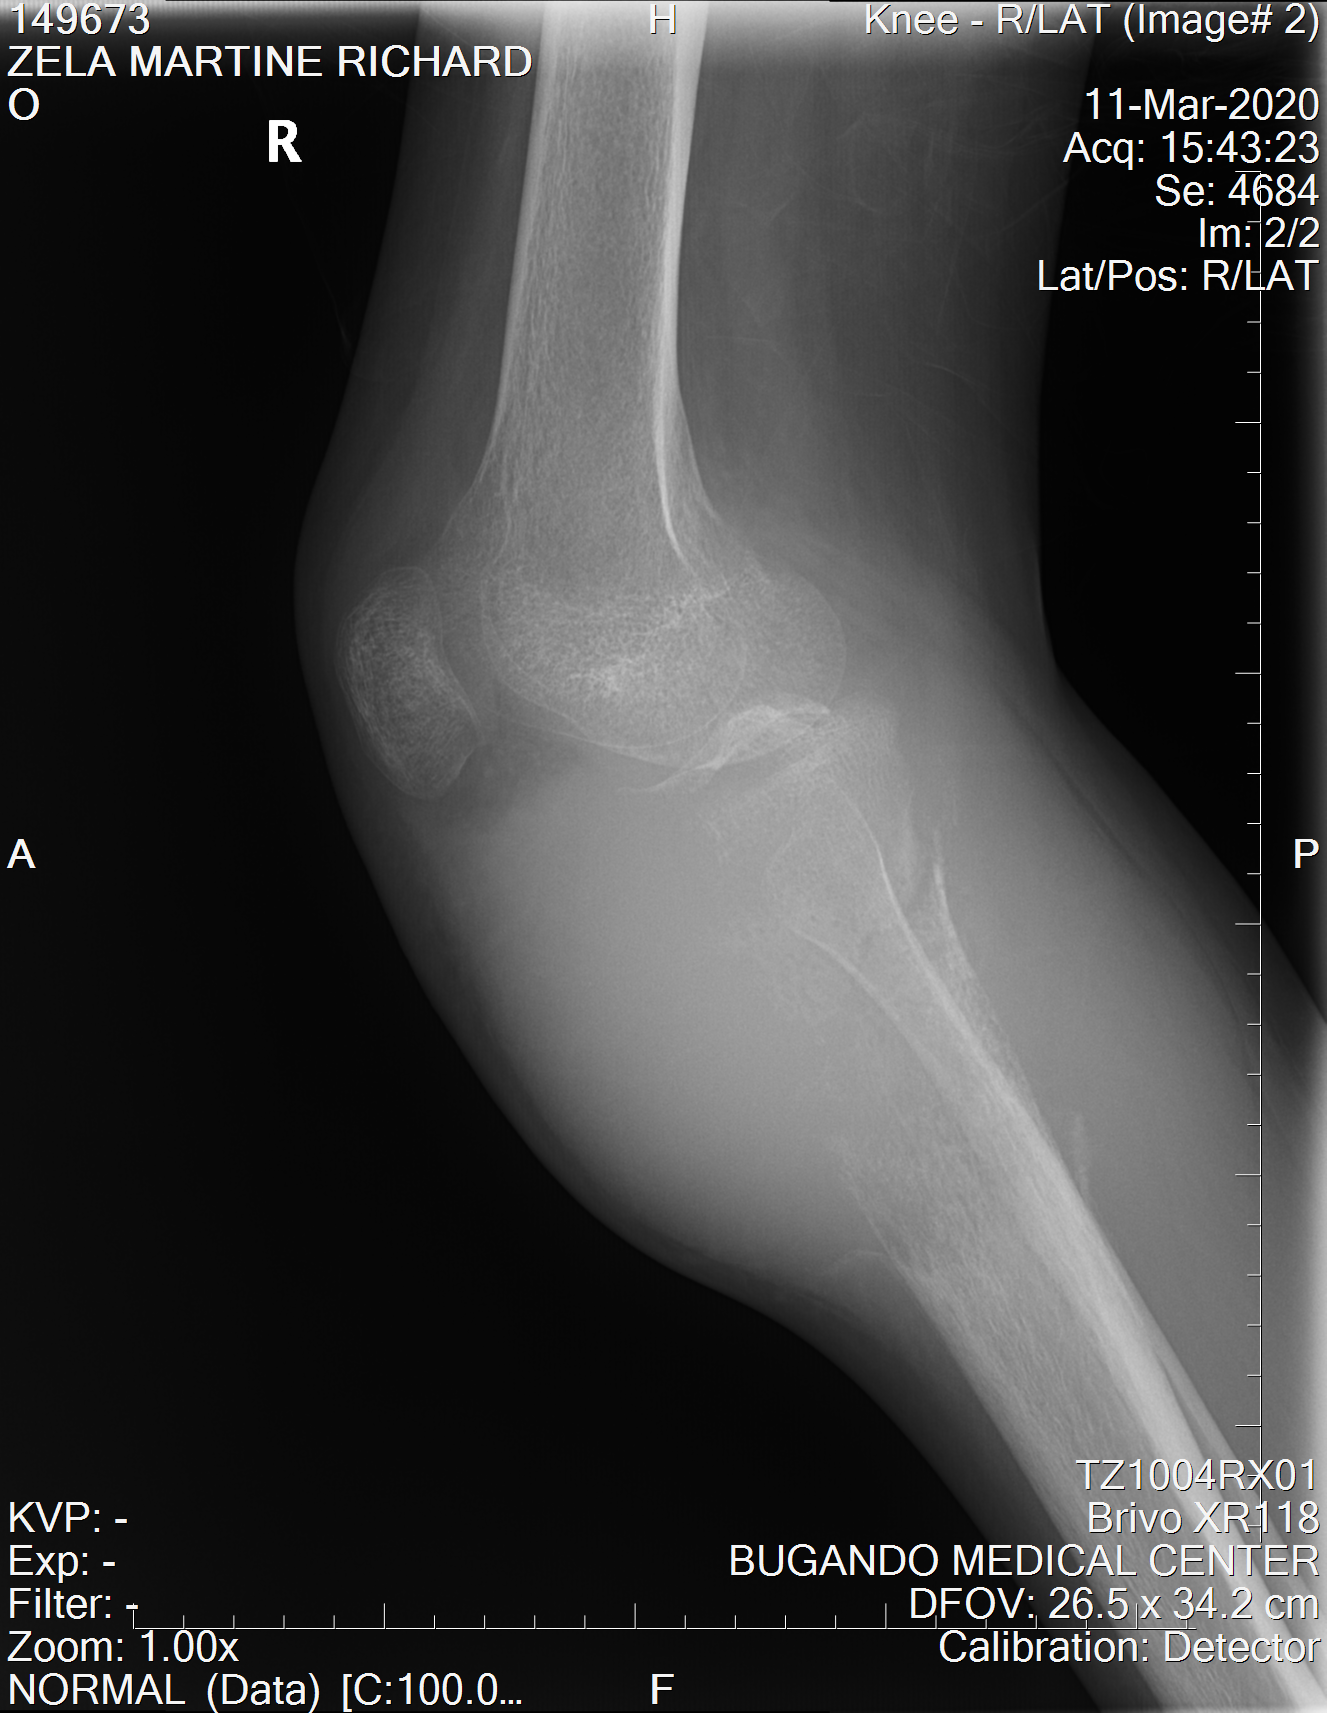 149673
ZELA MARTINE RICHARD
O
R
H
Knee - R/LAT (Image# 2)
11-Mar-2020
Acq: 15:43:23
Se: 4684
Im: 2/2
Lat/Pos: R/LAT
A
P
KVP: -
Exp: -
Filter: -
Zoom: 1.00x
NORMAL (Data) [C:100.0...
F
TZ1004RX01
Brivo XR118
BUGANDO MEDICAL CENTER
DFOV: 26.5 x 34.2 cm
Calibration: Detector